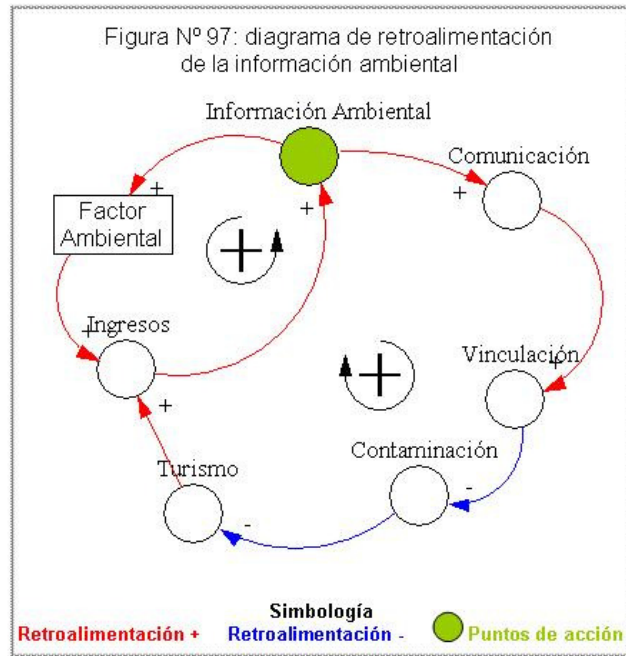 Figura Nº 97: diagrama de retroalimentación
de la información ambiental
Información Ambiental
Comunicación
+
+
+
Factor
Ambiental
+
Ingresos
+
Vinculación
+
+
+
Contaminación
Turismo
-
-
Simbología
Retroalimentación +
Retroalimentación -
Puntos de acción